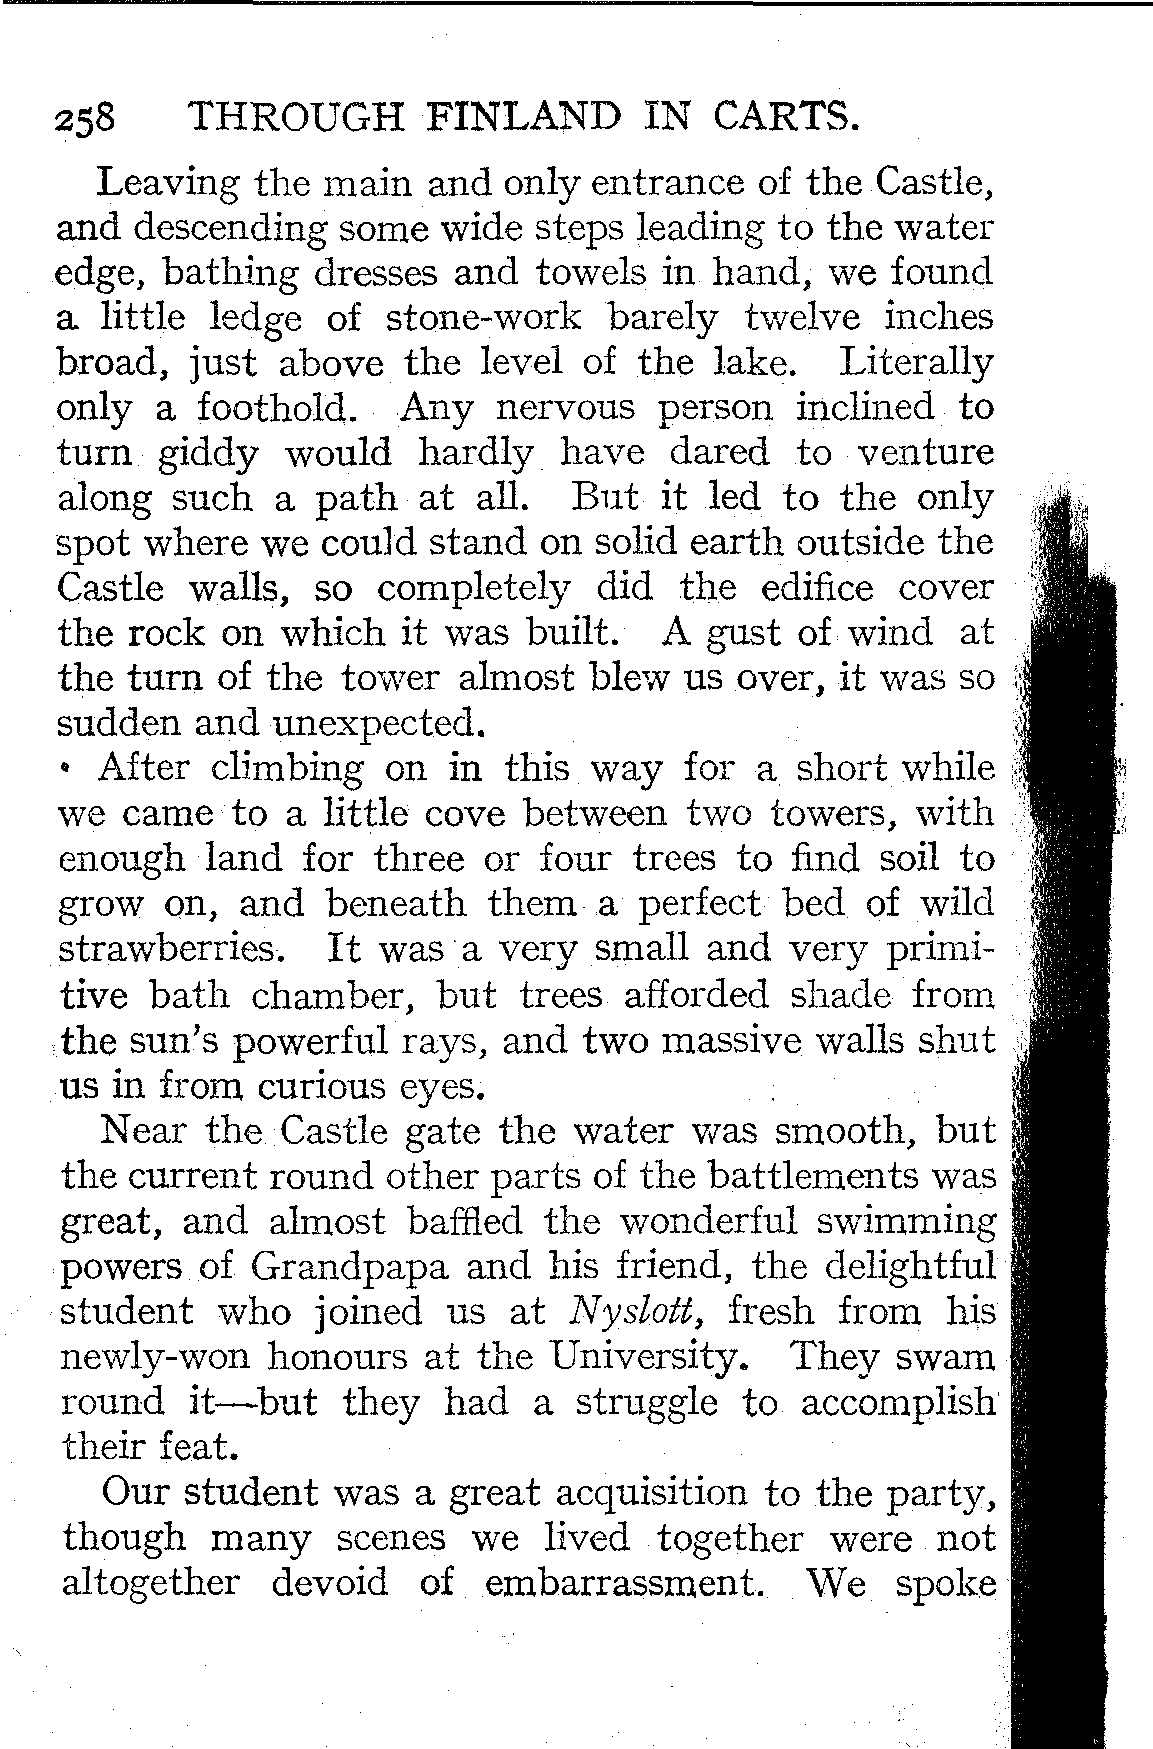 258 THROUGH FINLAND IN CARTS.
Leaving the main and only entrance of the Castle,
and descending some wide steps leading to the water
edge, bathing dresses and towels in hand, we found
a little ledge of stone-work barely twelve inches
broad, just above the level of the lake. Literally
only a foothold. Any nervous person inclined to
turn giddy would hardly have dared to venture
along such a path at all. But it led to the only
spot where we could stand on solid earth outside the
Castle walls, so completely did the edifice cover
the rock on which it was built. A gust of wind at
the turn of the tower almost blew us over, it was so
sudden and unexpected.
After climbing on in this way for a short while
we came to a little cove between two towers, with
enough land for three or four trees to find soil to
grow on, and beneath them a perfect bed of wild
strawberries. It was a very small and very primi-
tive bath chamber, but trees afforded shade from
the sun's powerful rays, and two massive walls shut
us in from curious eyes.
Near the Castle gate the water was smooth, but
the current round other parts of the battlements was
great, and almost baffled the wonderful swimming
powers of Grandpapa and his friend, the delightful
student who joined us at Nyslott, fresh from his
newly-won honours at the University. They swam
round it—but they had a struggle to accomplish
their feat.
Our student was a great acquisition to the party,
though many scenes we lived together were not
altogether devoid of embarrassment. We spoke